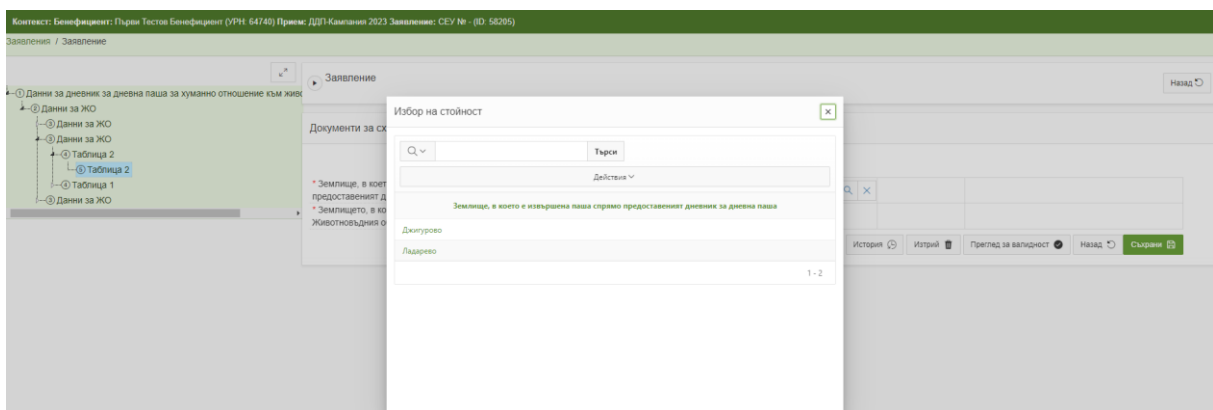 Контекст: Бенефициент: Първи Тестов Бенефициент (УРН: 64740) Прием: ДДП-Кампания 2023 Заявление: СЕУ № - (ID: 58205)
Заявления / Заявление
① Данни за дневник за дневна паша за хуманно отношение към живо
② Данни за ЖО
③ Данни за ЖО
③ Данни за ЖО
④ Таблица 2
⑤ Таблица 2
④ Таблица 1
③ Данни за ЖО
Заявление
Назад
Документи за сх
* Землище, в коет
предоставеният д
* Землището, в ко
Животновъдния о
Избор на стойност
Търси
Действия
Землище, в което е извършена паша спрямо предоставеният дневник за дневна паша
Джигурово
Ладарево
1 - 2
История Изтрий Преглед за валидност Назад Съхрани